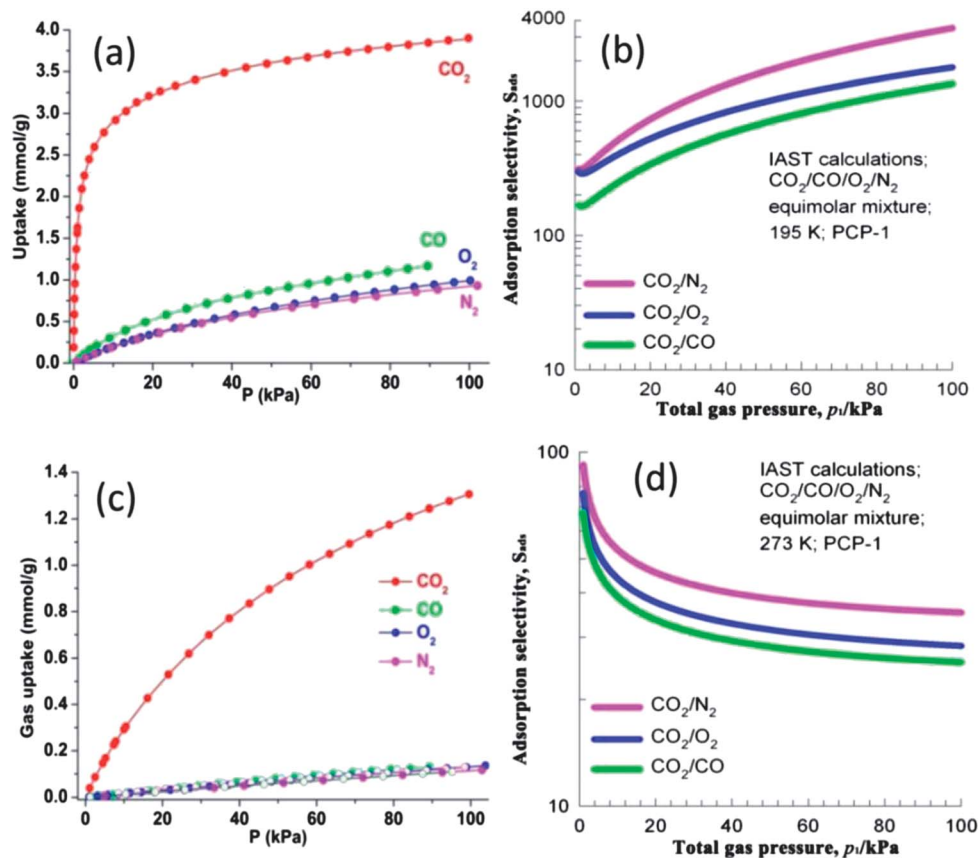 (a)
4.0
3.5
3.0
2.5
2.0
1.5
1.0
0.5
0.0
Uptake (mmol/g)
CO₂
CO
O₂
N₂
0 20 40 60 80 100
P (kPa)
(b)
4000
1000
100
10
Adsorption selectivity, Sads
IAST calculations;
CO₂/CO/O₂/N₂
equimolar mixture;
195 K; PCP-1
CO₂/N₂
CO₂/O₂
CO₂/CO
0 20 40 60 80 100
Total gas pressure, pₜ/kPa
(c)
1.4
1.2
1.0
0.8
0.6
0.4
0.2
0.0
Gas uptake (mmol/g)
CO₂
CO
O₂
N₂
0 20 40 60 80 100
P (kPa)
(d)
100
10
Adsorption selectivity, Sads
IAST calculations;
CO₂/CO/O₂/N₂
equimolar mixture;
273 K; PCP-1
CO₂/N₂
CO₂/O₂
CO₂/CO
0 20 40 60 80 100
Total gas pressure, pₜ/kPa